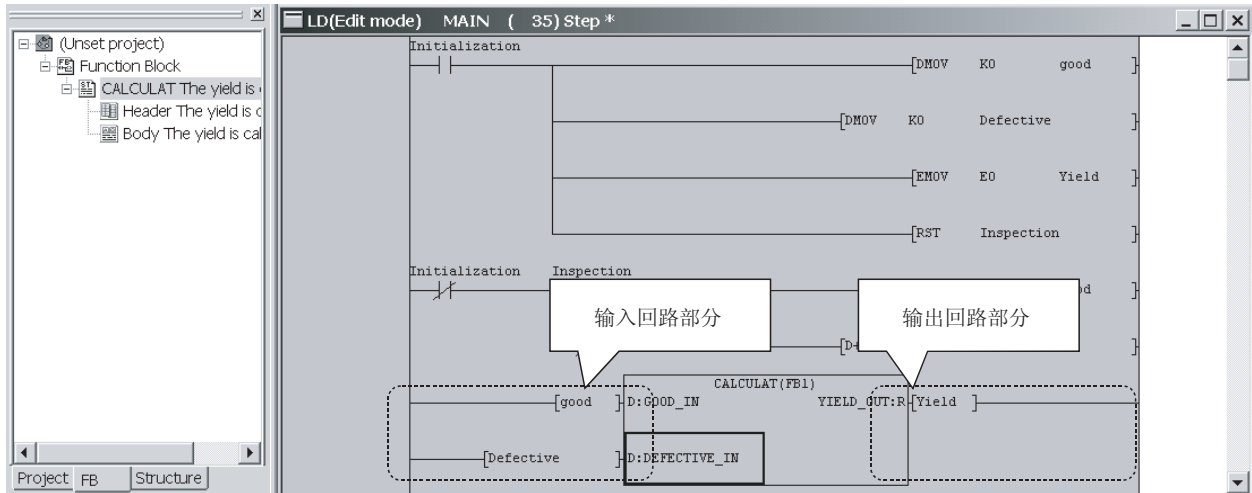 LD(Edit mode) MAIN ( 35) Step *
(Unset project)
Function Block
CALCULAT The yield is
Header The yield is c
Body The yield is cal
Project FB Structure
Initialization
[DMOV K0 good ]
[DMOV K0 Defective ]
[EMOV E0 Yield ]
[RST Inspection ]
Initialization Inspection
输入回路部分
输出回路部分
CALCULAT(FB1)
[good ] D:GOOD_IN YIELD_OUT:R [Yield ]
[Defective ] D:DEFECTIVE_IN